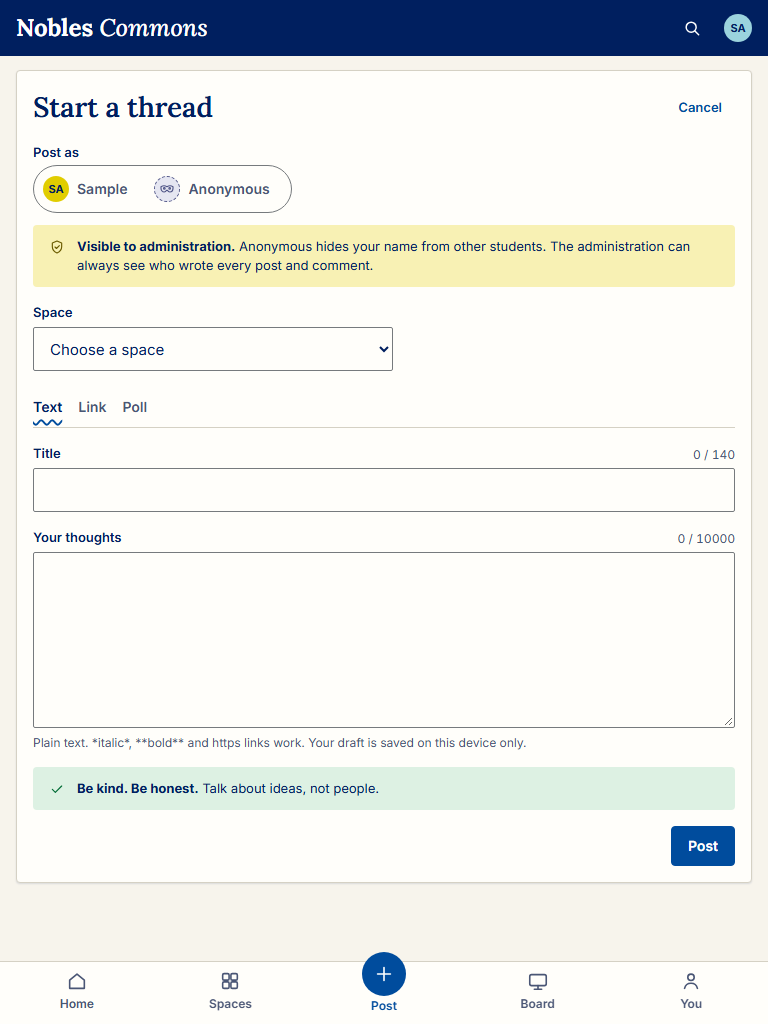 Nobles Commons
SA
Start a thread
Cancel
Post as
SA Sample
Anonymous
Visible to administration. Anonymous hides your name from other students. The administration can
always see who wrote every post and comment.
Space
Choose a space
Text Link Poll
Title
0 / 140
Your thoughts
0 / 10000
Plain text. *italic*, **bold** and https links work. Your draft is saved on this device only.
Be kind. Be honest. Talk about ideas, not people.
Post
Home
Spaces
Post
Board
You